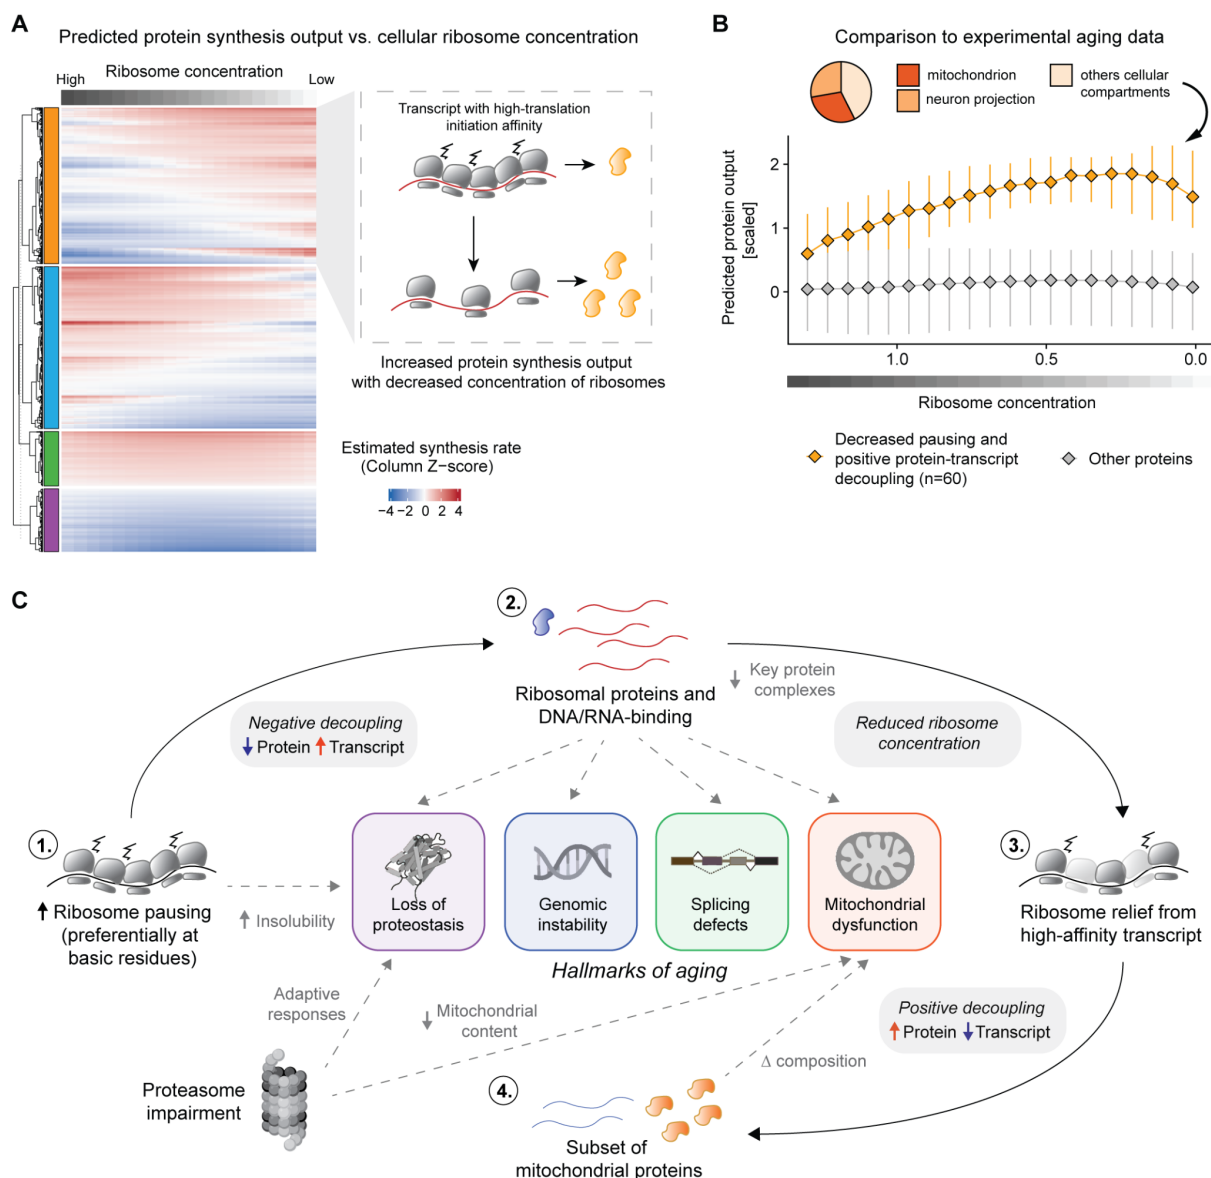 A
Predicted protein synthesis output vs. cellular ribosome concentration
Ribosome concentration
High
Low
Transcript with high-translation
initiation affinity
Increased protein synthesis output
with decreased concentration of ribosomes
Estimated synthesis rate
(Column Z−score)
−4 −2 0 2 4
B
Comparison to experimental aging data
mitochondrion
neuron projection
others cellular
compartments
Predicted protein output
[scaled]
2
1
0
1.0 0.5 0.0
Ribosome concentration
Decreased pausing and
positive protein-transcript
decoupling (n=60)
Other proteins
C
2.
Ribosomal proteins and
DNA/RNA-binding
Key protein
complexes
Negative decoupling
Protein Transcript
Reduced ribosome
concentration
1.
Ribosome pausing
(preferentially at
basic residues)
Insolubility
Loss of
proteostasis
Genomic
instability
Splicing
defects
Mitochondrial
dysfunction
Hallmarks of aging
3.
Ribosome relief from
high-affinity transcript
Adaptive
responses
Mitochondrial
content
Positive decoupling
Protein Transcript
Δ composition
Proteasome
impairment
4.
Subset of
mitochondrial proteins